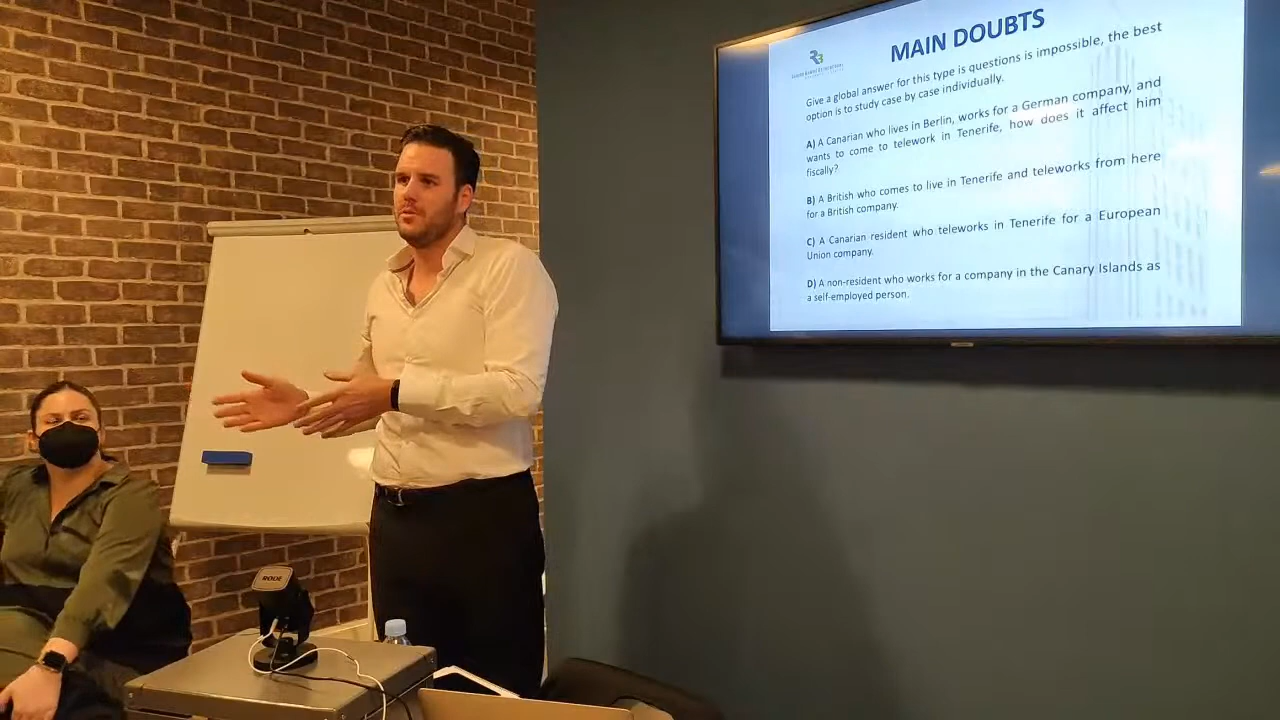 MAIN DOUBTS
Give a global answer for this type is questions is impossible, the best
option is to study case by case individually.
A) A Canarian who lives in Berlin, works for a German company, and
wants to come to telework in Tenerife, how does it affect him
fiscally?
B) A British who comes to live in Tenerife and teleworks from here
for a British company.
C) A Canarian resident who teleworks in Tenerife for a European
Union company.
D) A non-resident who works for a company in the Canary Islands as
a self-employed person.
RODE